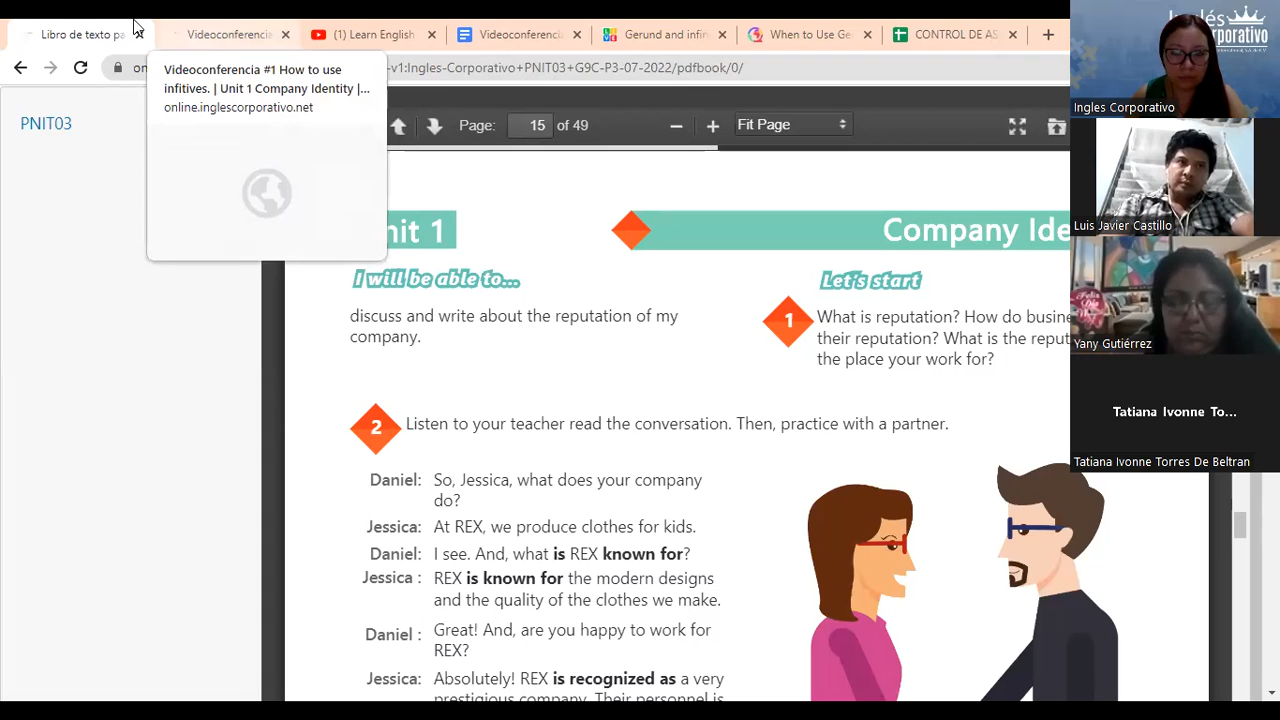 Libro de texto pa
Videoconferencia
(1) Learn English
Videoconferencia
Gerund and infin
When to Use Ge
CONTROL DE AS
on
-v1:Ingles-Corporativo+PNIT03+G9C-P3-07-2022/pdfbook/0/
Videoconferencia #1 How to use
infitives. | Unit 1 Company Identity |...
online.inglescorporativo.net
PNIT03
Page:
15
of 49
Fit Page
nit 1
Company Ide
I will be able to...
discuss and write about the reputation of my
company.
Let's start
1
What is reputation? How do busine
their reputation? What is the reput
the place your work for?
2
Listen to your teacher read the conversation. Then, practice with a partner.
Daniel: So, Jessica, what does your company
do?
Jessica: At REX, we produce clothes for kids.
Daniel: I see. And, what is REX known for?
Jessica : REX is known for the modern designs
and the quality of the clothes we make.
Daniel : Great! And, are you happy to work for
REX?
Jessica: Absolutely! REX is recognized as a very
prestigious company. Their personnel is
Ingles Corporativo
Luis Javier Castillo
Yany Gutiérrez
Tatiana Ivonne To...
Tatiana Ivonne Torres De Beltran